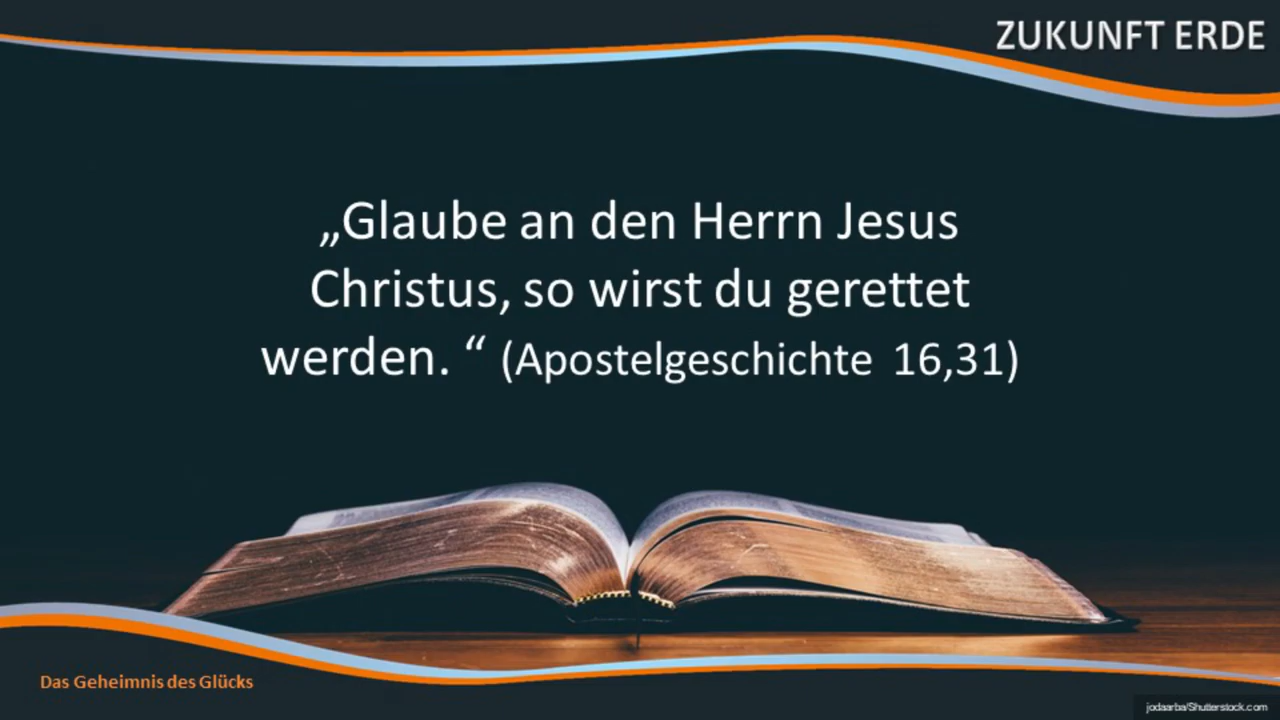 ZUKUNFT ERDE
„Glaube an den Herrn Jesus
Christus, so wirst du gerettet
werden. “ (Apostelgeschichte 16,31)
Das Geheimnis des Glücks
jodaarba/Shutterstock.com